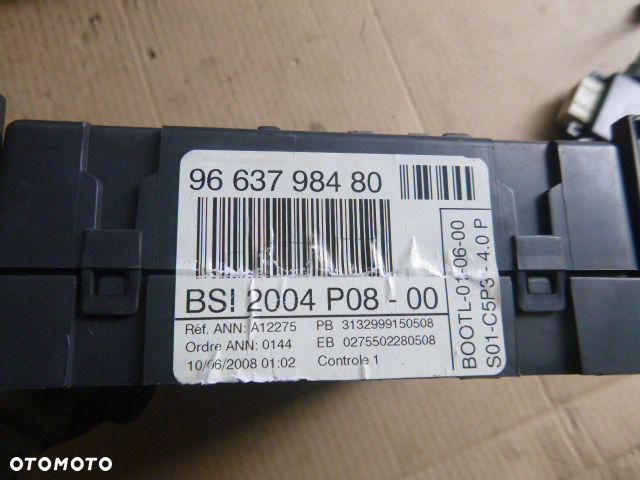 96 637 984 80
BSI 2004 P08 - 00
Réf. ANN: A12275 PB 3132999150508
Ordre ANN: 0144 EB 0275502280508
10/06/2008 01:02 Controle 1
BOOTL-01-06-00
S01-C5P3 - 4.0 P
OTOMOTO